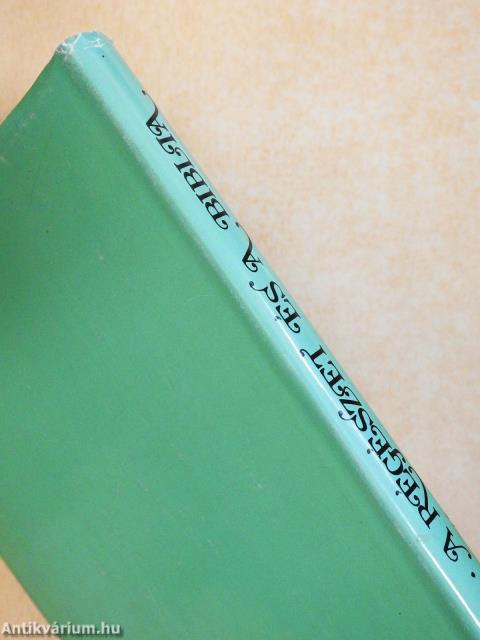 A RÉGÉSZET ÉS A BIBLIA
Antikvárium.hu